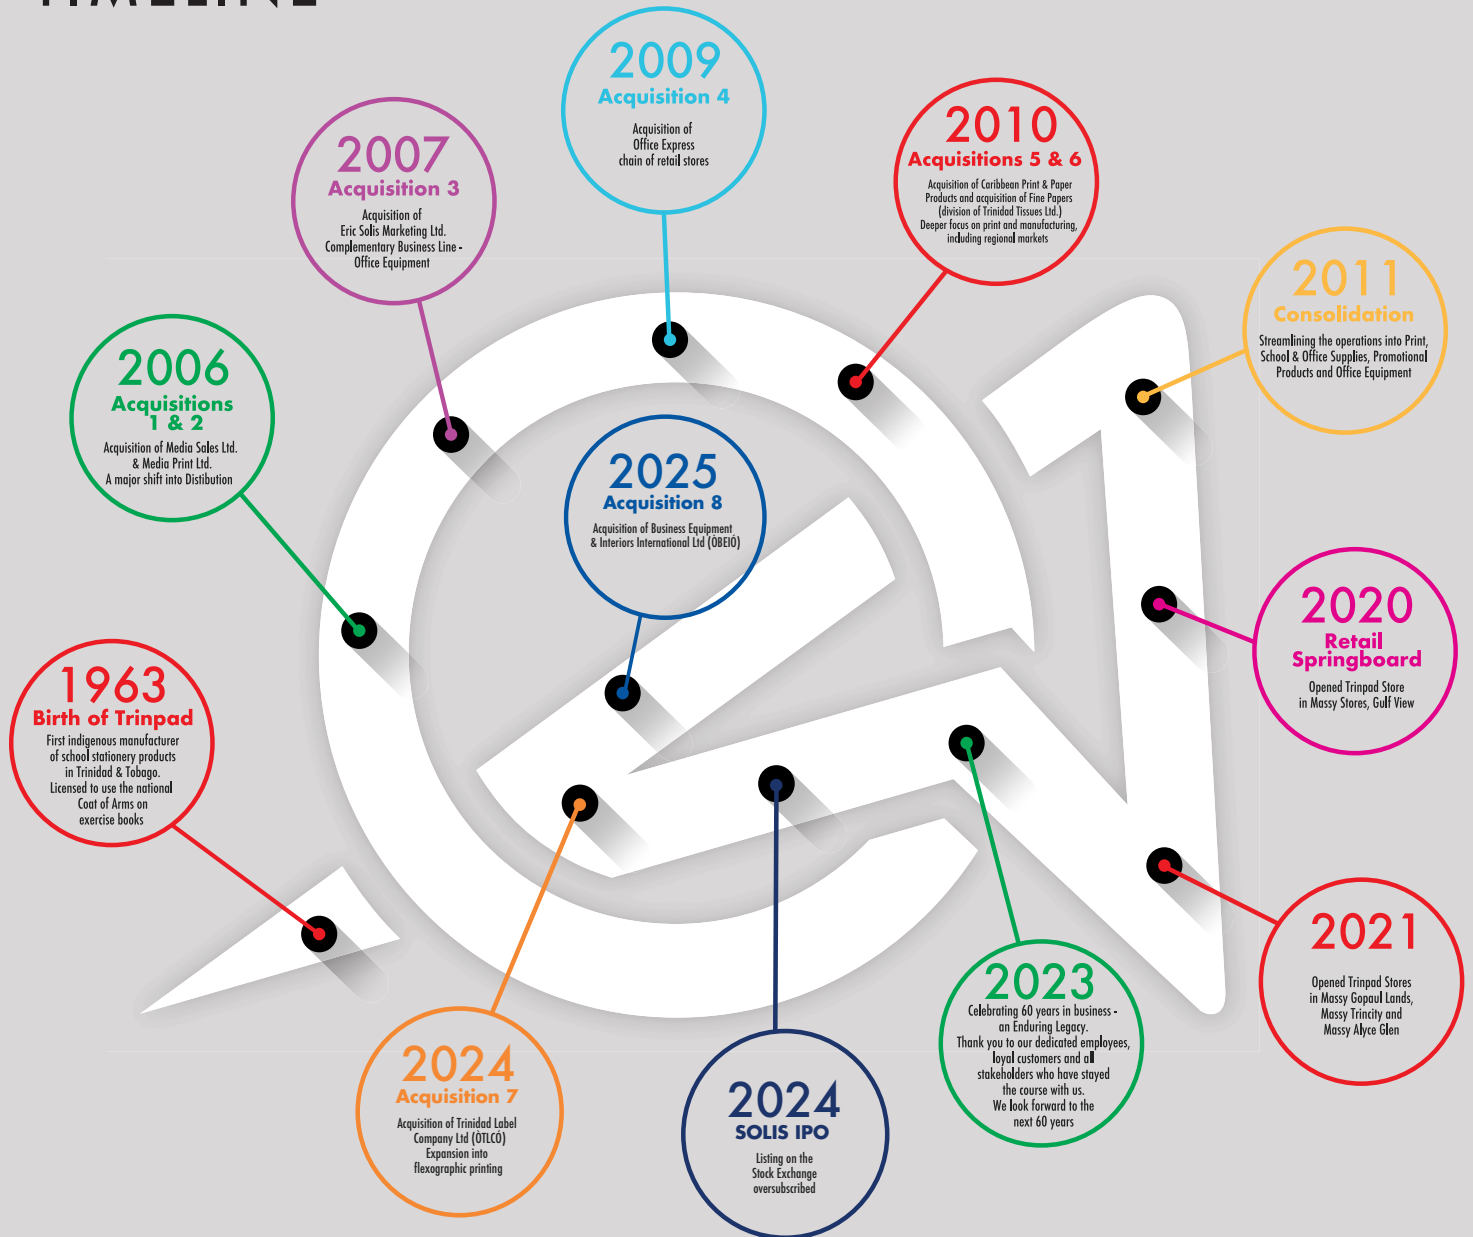 TIMELINE
1963
Birth of Trinpad
First indigenous manufacturer
of school stationery products
in Trinidad & Tobago.
Licensed to use the national
Coat of Arms on
exercise books
2006
Acquisitions
1 & 2
Acquisition of Media Sales Ltd.
& Media Print Ltd.
A major shift into Distibution
2007
Acquisition 3
Acquisition of
Eric Solis Marketing Ltd.
Complementary Business Line -
Office Equipment
2009
Acquisition 4
Acquisition of
Office Express
chain of retail stores
2010
Acquisitions 5 & 6
Acquisition of Caribbean Print & Paper
Products and acquisition of Fine Papers
(division of Trinidad Tissues Ltd.)
Deeper focus on print and manufacturing,
including regional markets
2011
Consolidation
Streamlining the operations into Print,
School & Office Supplies, Promotional
Products and Office Equipment
2020
Retail
Springboard
Opened Trinpad Store
in Massy Stores, Gulf View
2021
Opened Trinpad Stores
in Massy Gopaul Lands,
Massy Trincity and
Massy Alyce Glen
2023
Celebrating 60 years in business -
an Enduring Legacy.
Thank you to our dedicated employees,
loyal customers and all
stakeholders who have stayed
the course with us.
We look forward to the
next 60 years
2024
SOLIS IPO
Listing on the
Stock Exchange
oversubscribed
2024
Acquisition 7
Acquisition of Trinidad Label
Company Ltd (ÒTLCÓ)
Expansion into
flexographic printing
2025
Acquisition 8
Acquisition of Business Equipment
& Interiors International Ltd (ÒBEIÓ)